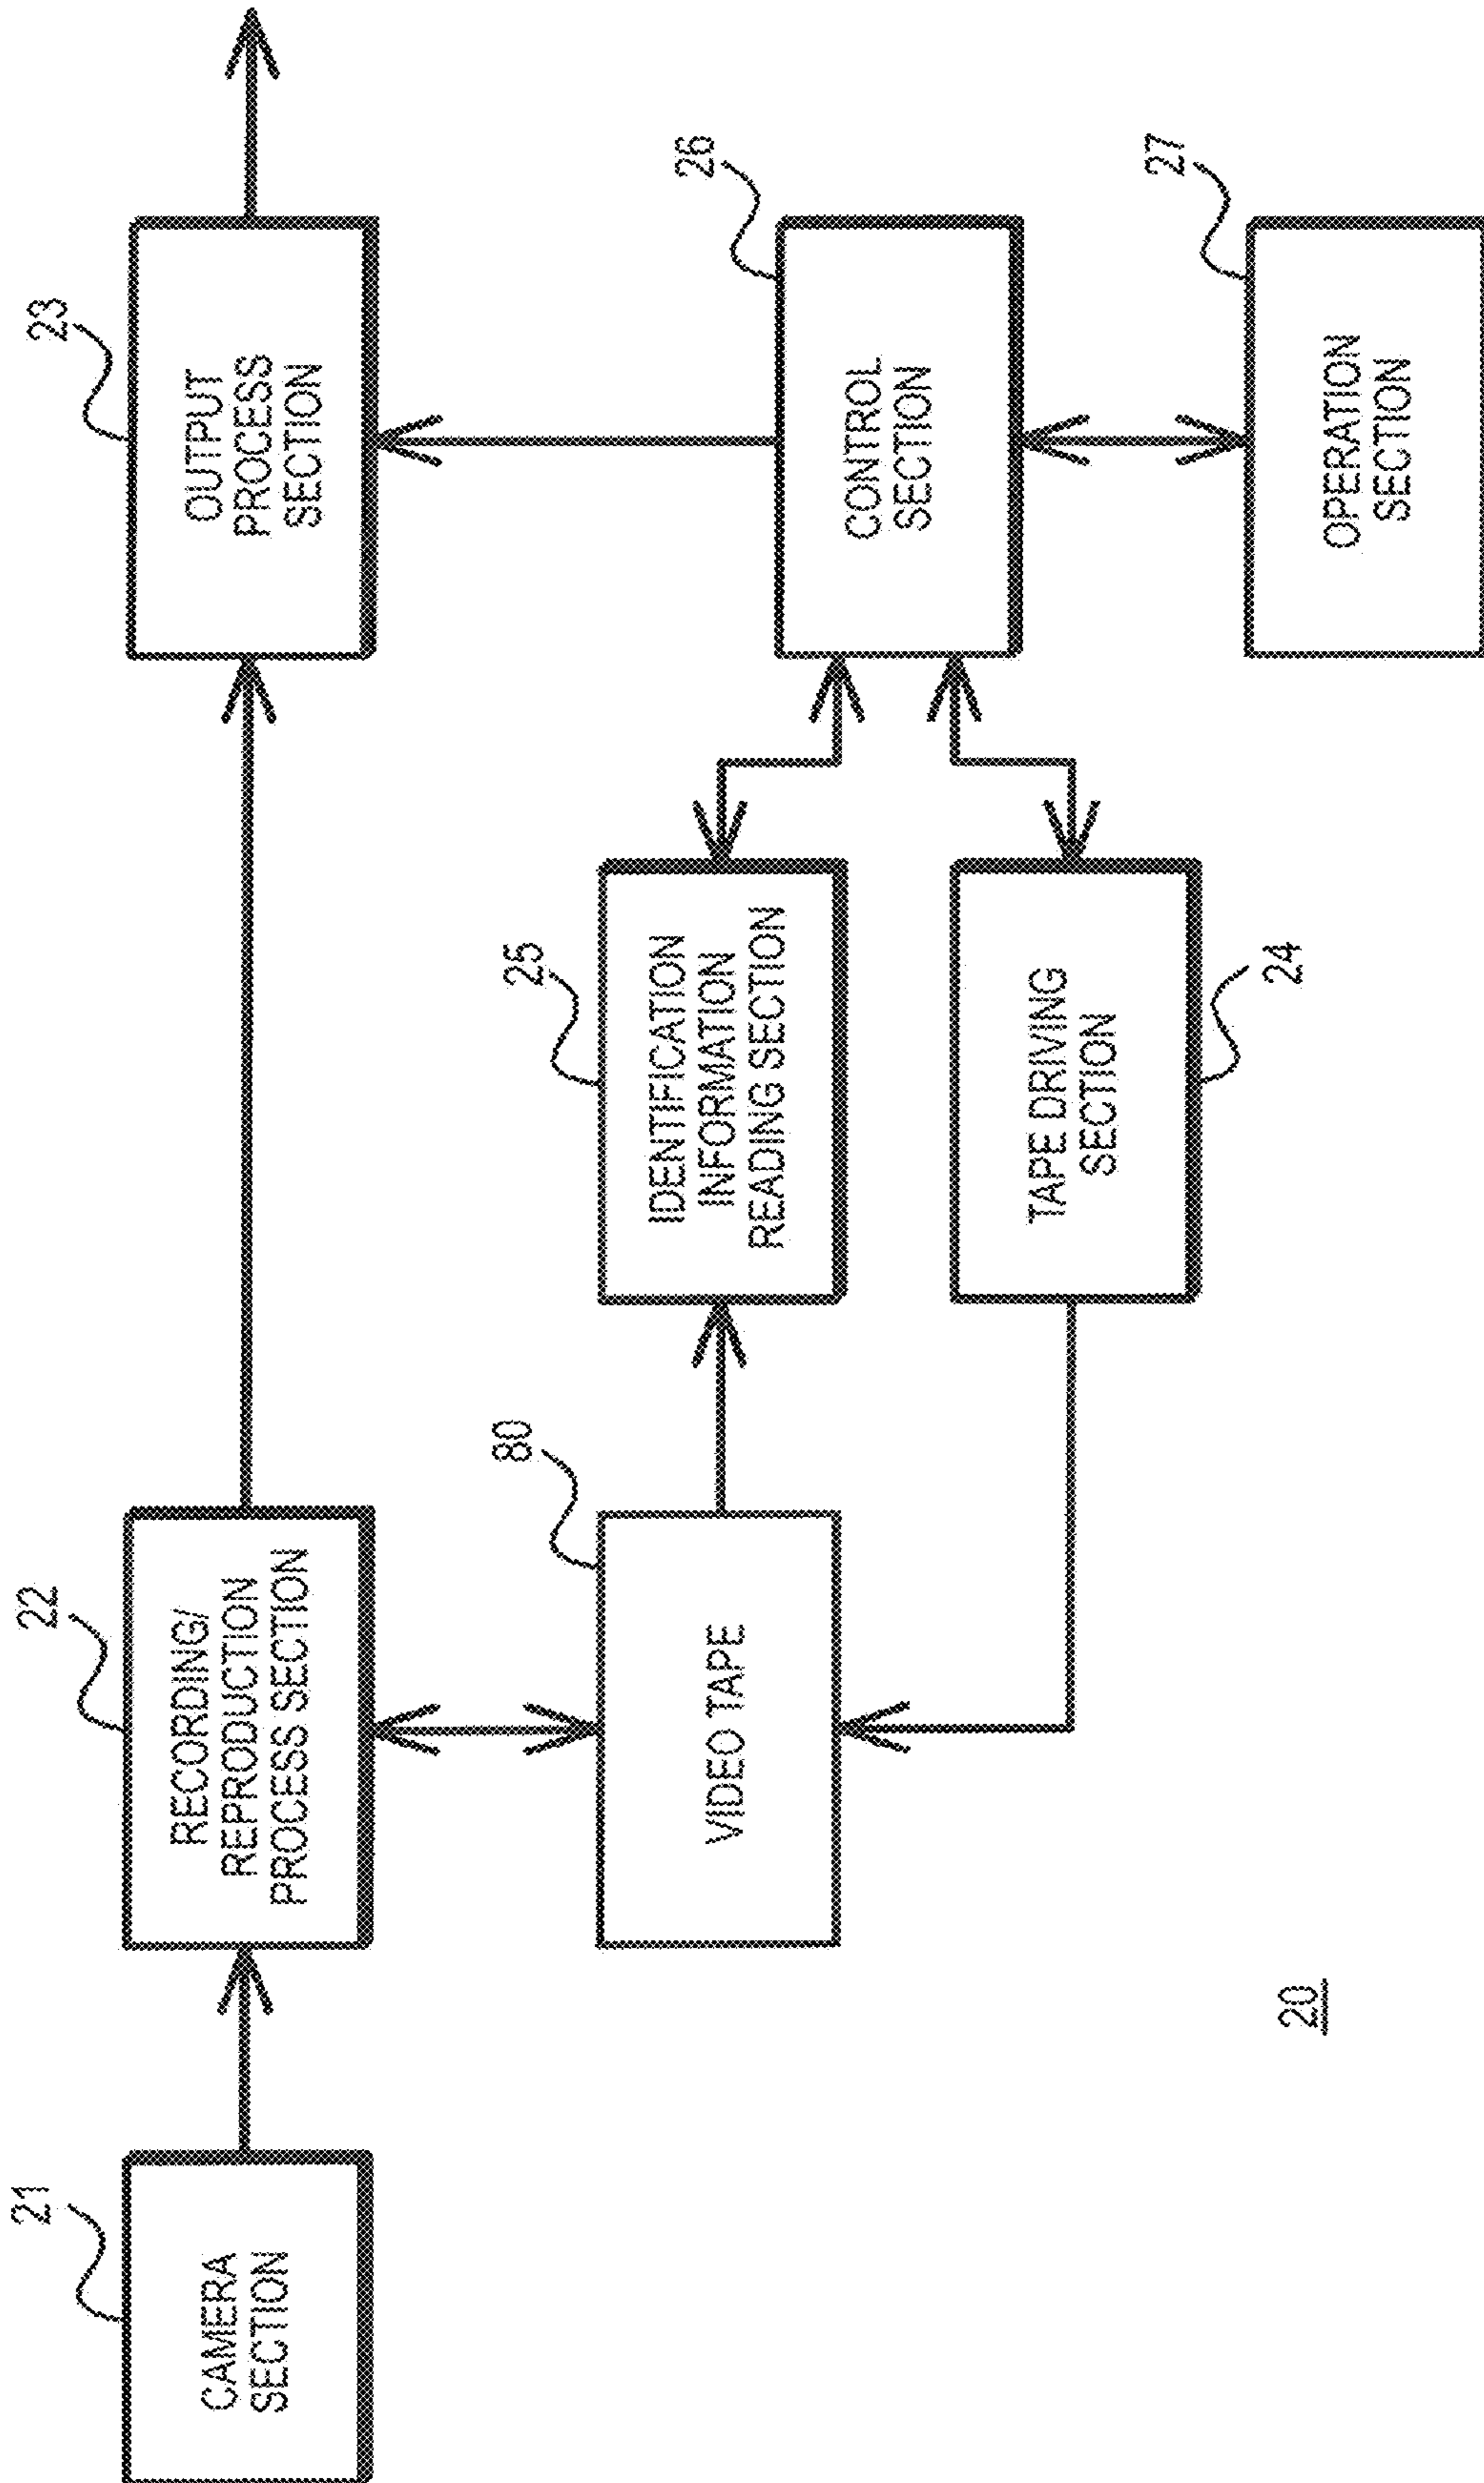 21
CAMERA
SECTION
22
RECORDING/
REPRODUCTION
PROCESS SECTION
23
OUTPUT
PROCESS
SECTION
80
VIDEO TAPE
25
IDENTIFICATION
INFORMATION
READING SECTION
26
CONTROL
SECTION
TAPE DRIVING
SECTION
24
27
OPERATION
SECTION
20